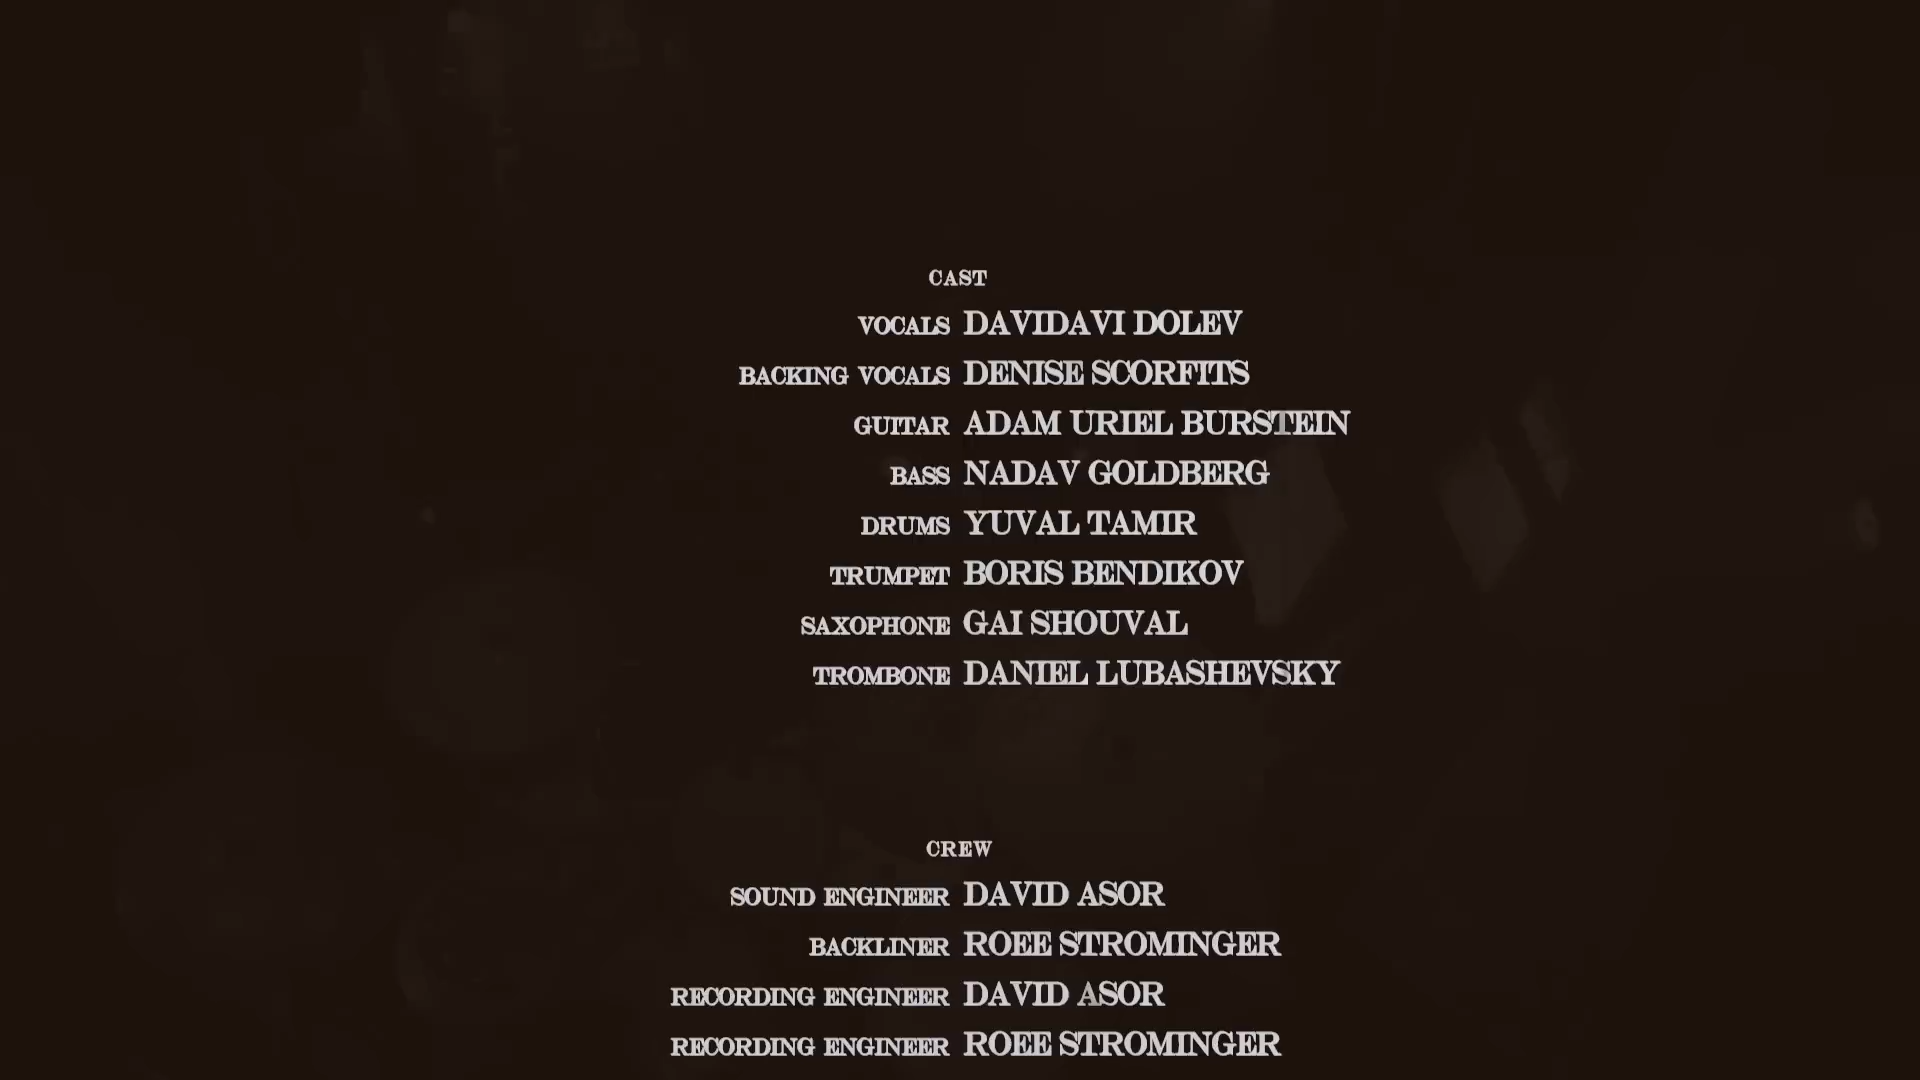 CAST
VOCALS DAVIDAVI DOLEV
BACKING VOCALS DENISE SCORFITS
GUITAR ADAM URIEL BURSTEIN
BASS NADAV GOLDBERG
DRUMS YUVAL TAMIR
TRUMPET BORIS BENDIKOV
SAXOPHONE GAI SHOUVAL
TROMBONE DANIEL LUBASHEVSKY
CREW
SOUND ENGINEER DAVID ASOR
BACKLINER ROEE STROMINGER
RECORDING ENGINEER DAVID ASOR
RECORDING ENGINEER ROEE STROMINGER